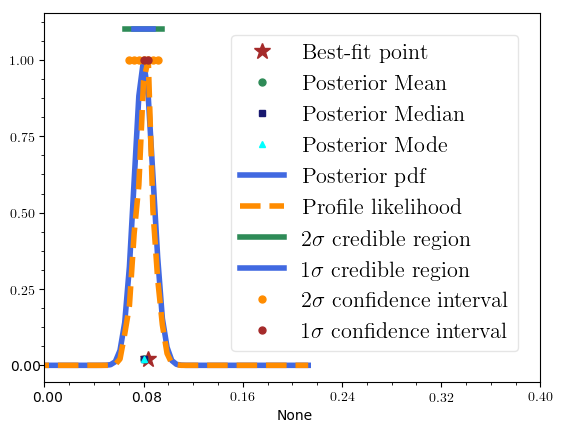 1.00
0.75
0.50
0.25
0.00
Best-fit point
Posterior Mean
Posterior Median
Posterior Mode
Posterior pdf
Profile likelihood
2σ credible region
1σ credible region
2σ confidence interval
1σ confidence interval
0.00 0.08 0.16 0.24 0.32 0.40
None